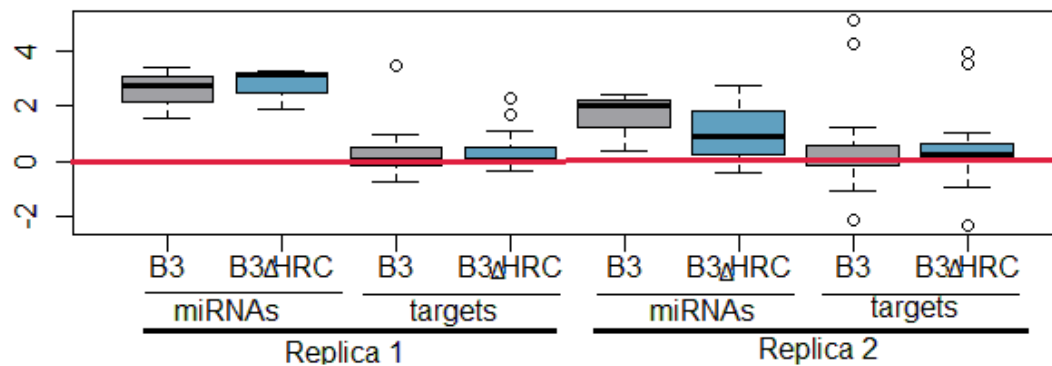 4
2
0
-2
B3 B3ΔHRC B3 B3ΔHRC B3 B3ΔHRC B3 B3ΔHRC
miRNAs targets miRNAs targets
Replica 1 Replica 2